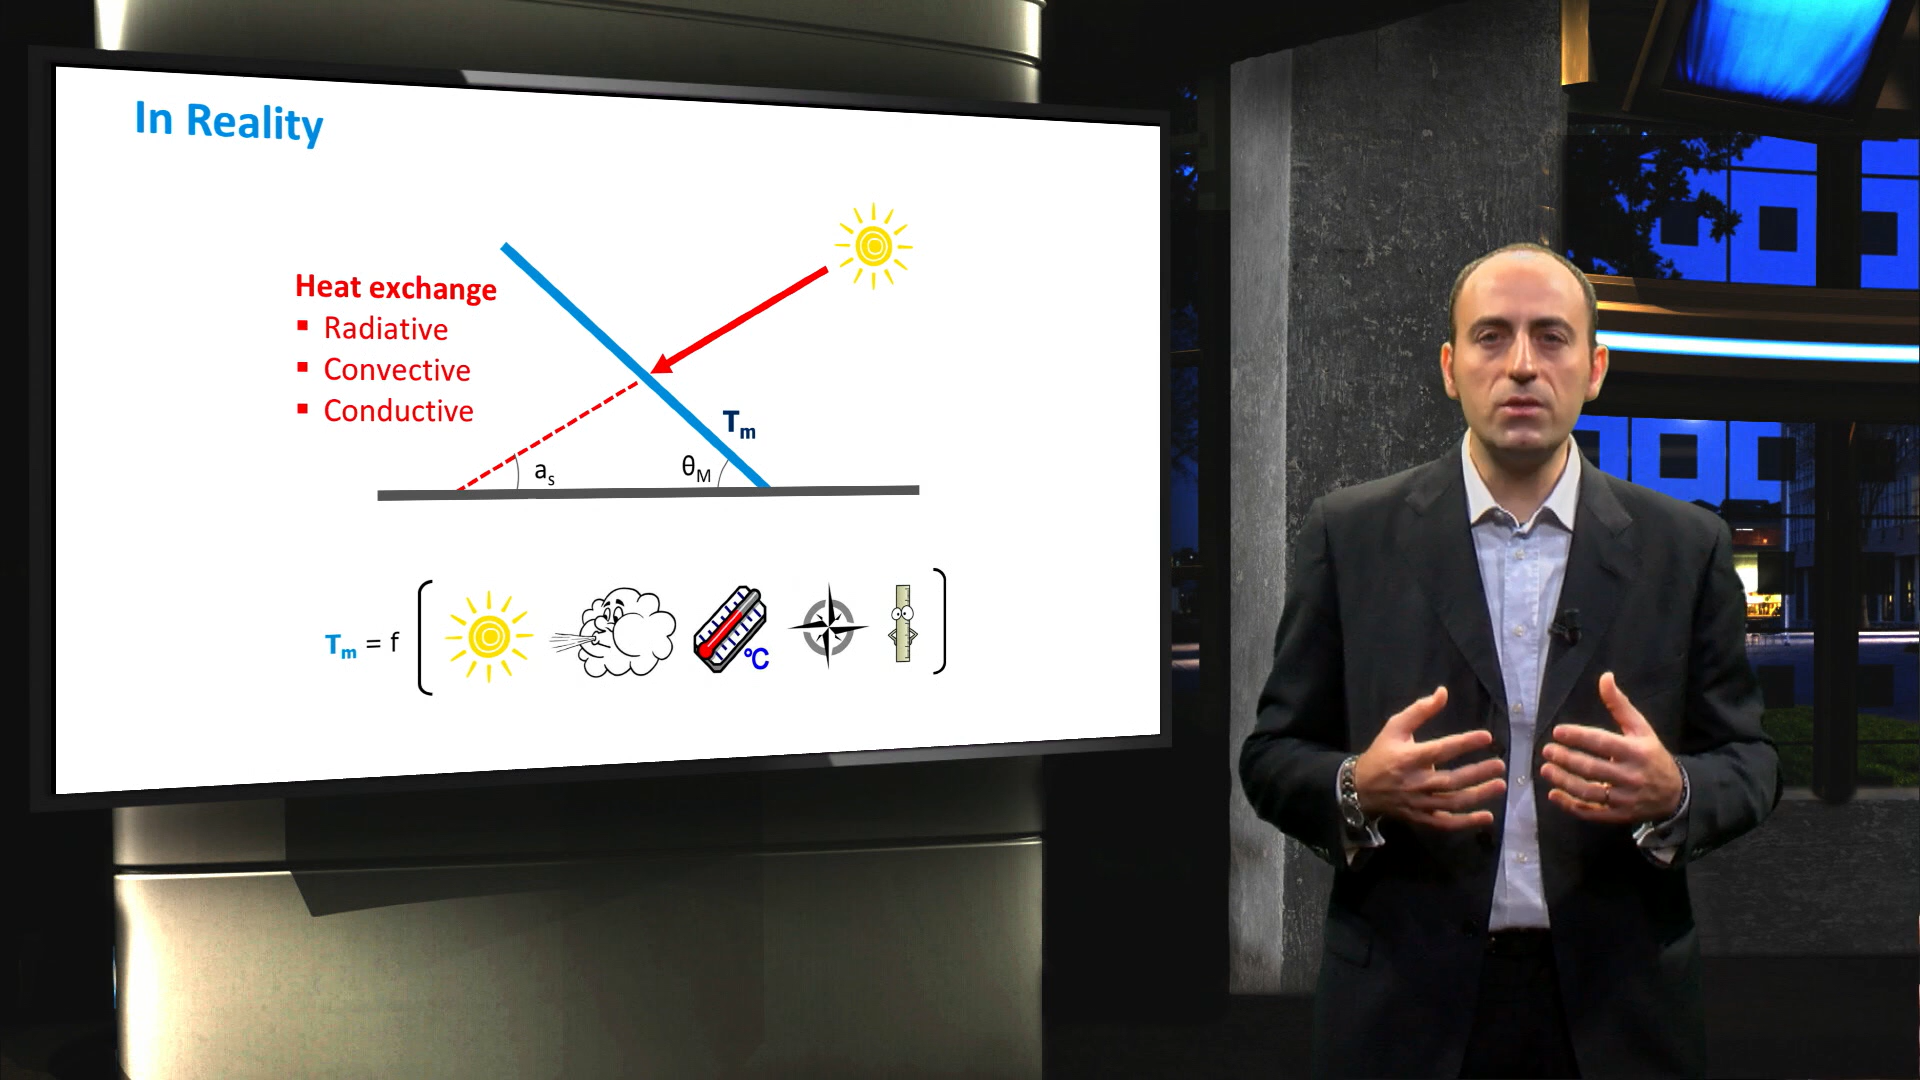 In Reality
Heat exchange
▪ Radiative
▪ Convective
▪ Conductive
Tm
as
θM
Tm = f
°C